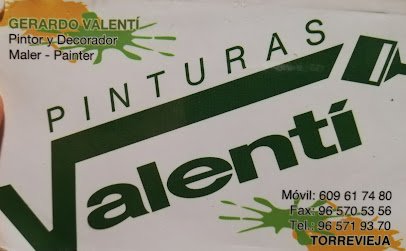 GERARDO VALENTÍ
Pintor y Decorador
Maler - Painter
PINTURAS
Valentí
Móvil: 609 61 74 80
Fax: 96 570 53 56
Tel.: 96 571 93 70
TORREVIEJA